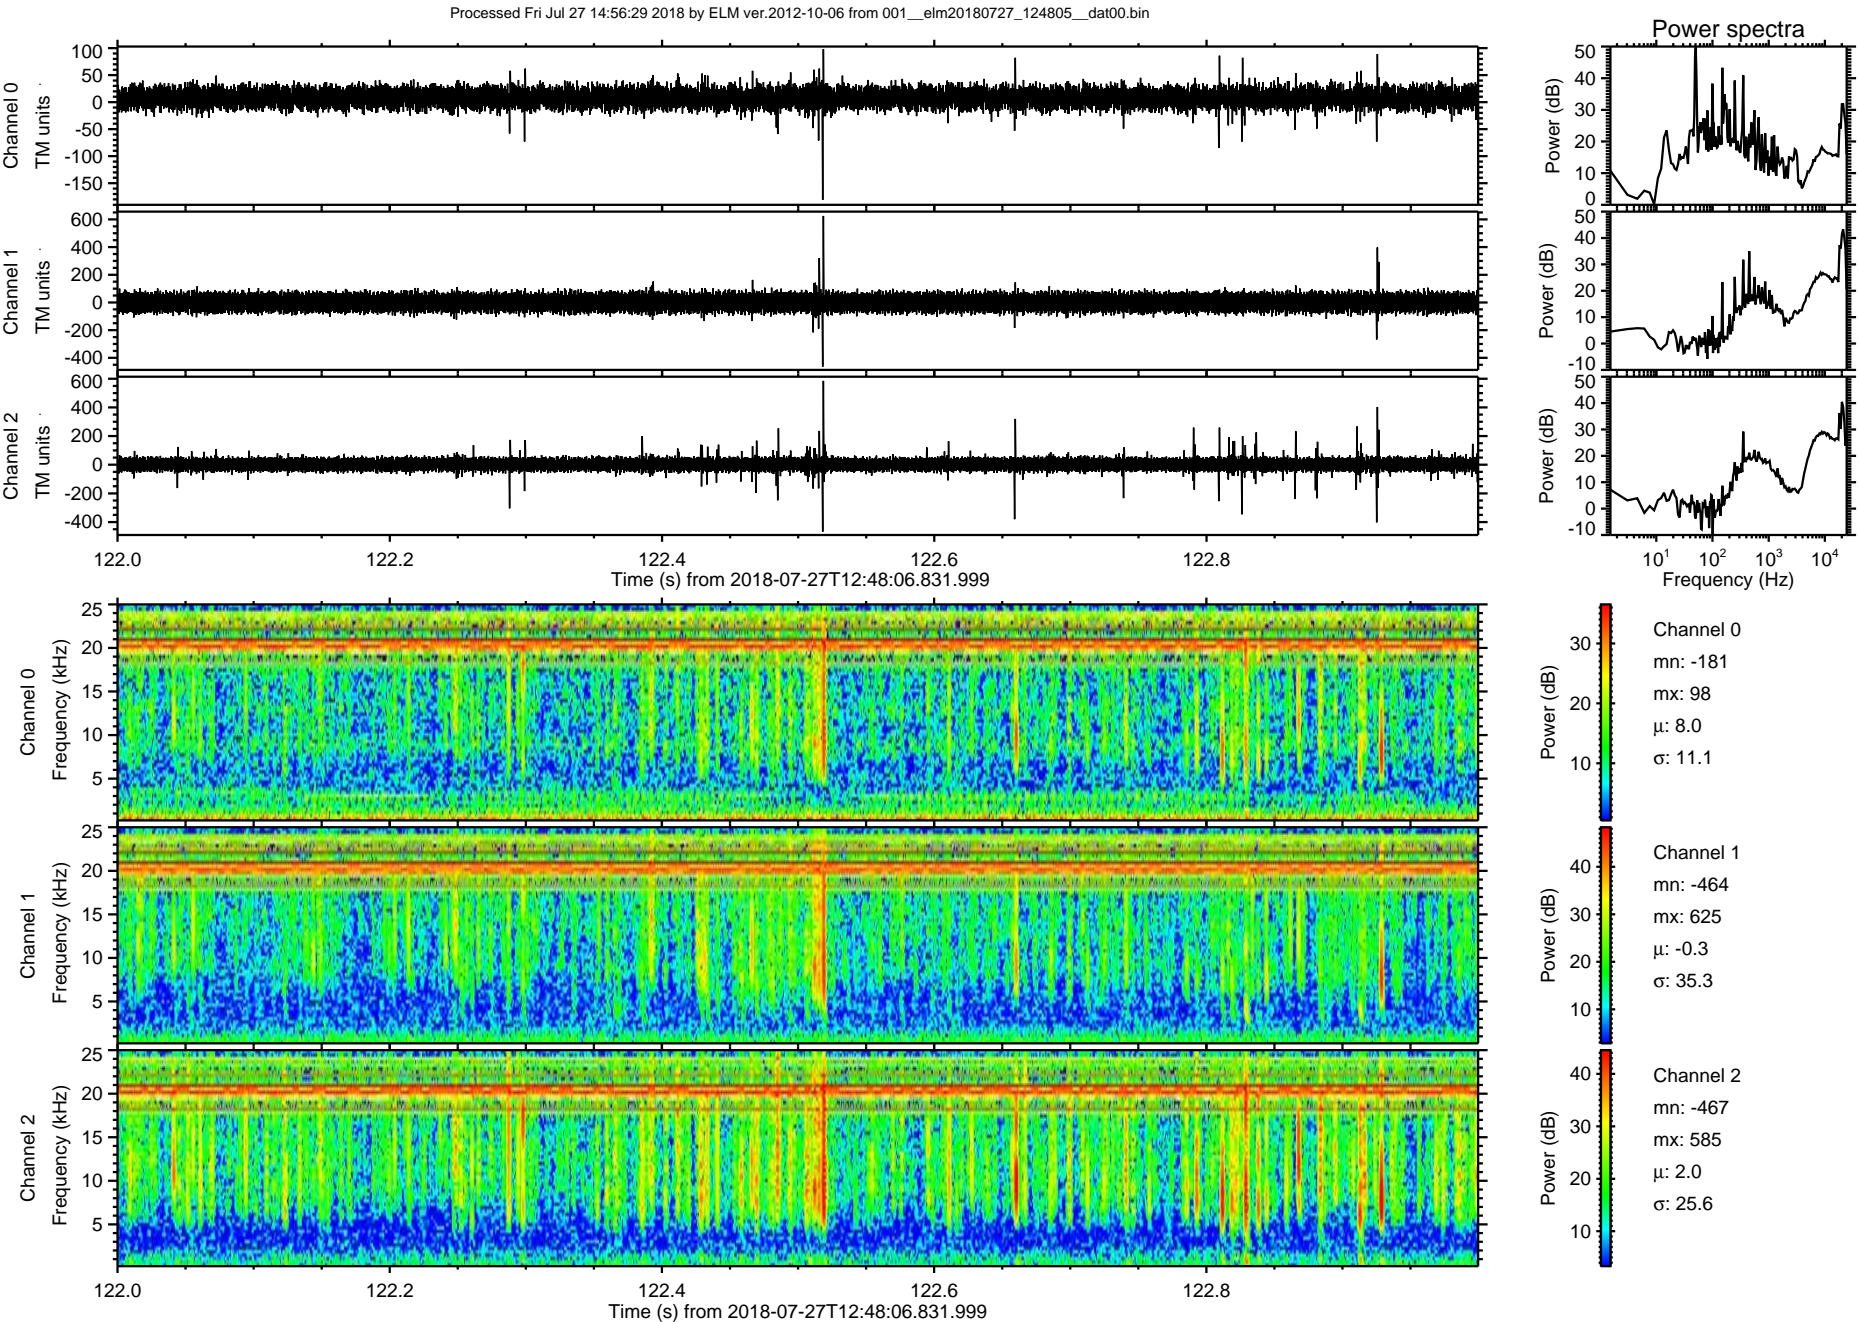 Processed Fri Jul 27 14:56:29 2018 by ELM ver.2012-10-06 from 001__elm20180727_124805__dat00.bin
Power spectra
Channel 0
TM units
100
50
0
-50
-100
-150
Power (dB)
50
40
30
20
10
0
Channel 1
TM units
600
400
200
0
-200
-400
Power (dB)
50
40
30
20
10
0
-10
Channel 2
TM units
600
400
200
0
-200
-400
Power (dB)
50
40
30
20
10
0
-10
122.0 122.2 122.4 122.6 122.8
Time (s) from 2018-07-27T12:48:06.831.999
10¹ 10² 10³ 10⁴
Frequency (Hz)
Channel 0
Frequency (kHz)
25
20
15
10
5
Power (dB)
30
20
10
Channel 0
mn: -181
mx: 98
μ: 8.0
σ: 11.1
Channel 1
Frequency (kHz)
25
20
15
10
5
Power (dB)
40
30
20
10
Channel 1
mn: -464
mx: 625
μ: -0.3
σ: 35.3
Channel 2
Frequency (kHz)
25
20
15
10
5
Power (dB)
40
30
20
10
Channel 2
mn: -467
mx: 585
μ: 2.0
σ: 25.6
122.0 122.2 122.4 122.6 122.8
Time (s) from 2018-07-27T12:48:06.831.999